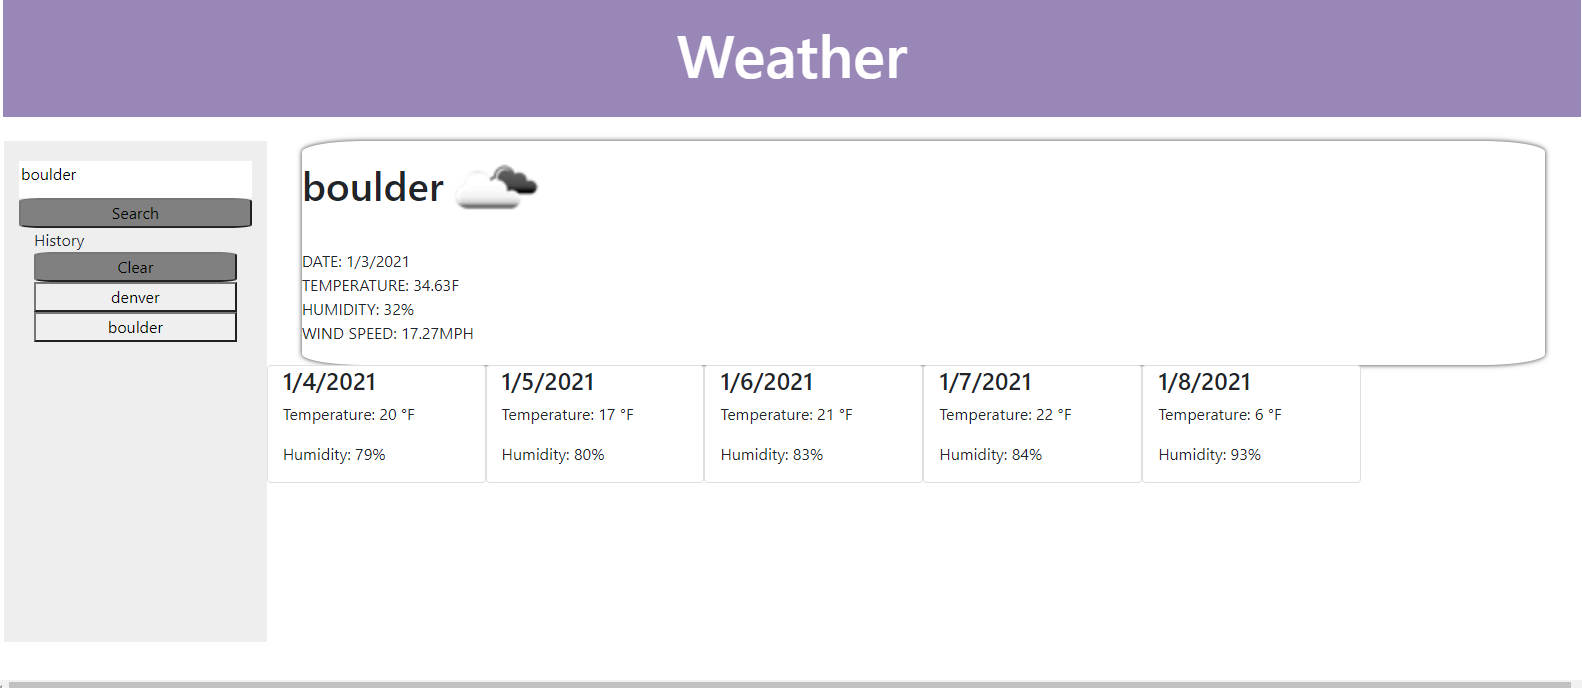 Weather
boulder
Search
History
Clear
denver
boulder
boulder
DATE: 1/3/2021
TEMPERATURE: 34.63F
HUMIDITY: 32%
WIND SPEED: 17.27MPH
1/4/2021
Temperature: 20 °F
Humidity: 79%
1/5/2021
Temperature: 17 °F
Humidity: 80%
1/6/2021
Temperature: 21 °F
Humidity: 83%
1/7/2021
Temperature: 22 °F
Humidity: 84%
1/8/2021
Temperature: 6 °F
Humidity: 93%